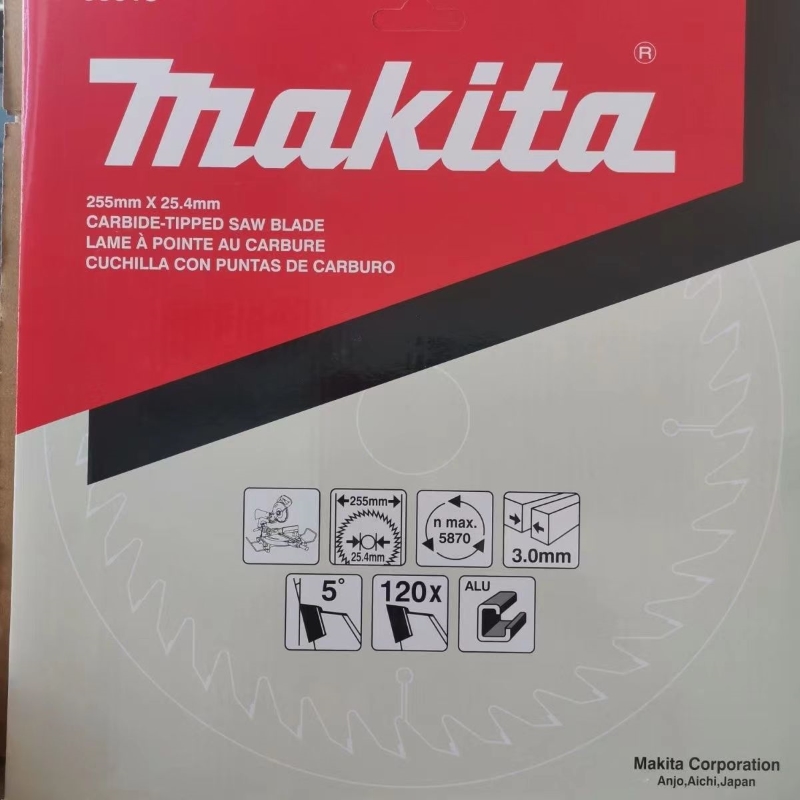 makita®
255mm X 25.4mm
CARBIDE-TIPPED SAW BLADE
LAME À POINTE AU CARBURE
CUCHILLA CON PUNTAS DE CARBURO
255mm
25.4mm
n max.
5870
3.0mm
5°
120x
ALU
Makita Corporation
Anjo,Aichi,Japan